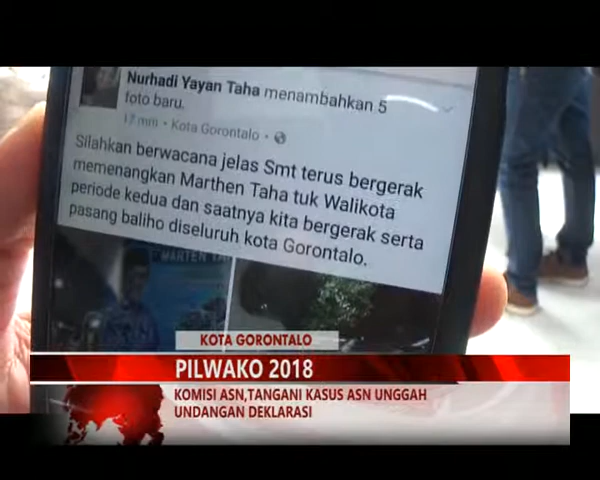 Nurhadi Yayan Taha menambahkan 5
foto baru.
17 mnt • Kota Gorontalo •
Silahkan berwacana jelas Smt terus bergerak
memenangkan Marthen Taha tuk Walikota
periode kedua dan saatnya kita bergerak serta
pasang baliho diseluruh kota Gorontalo.
MARTEN TA
KOTA GORONTALO
PILWAKO 2018
KOMISI ASN,TANGANI KASUS ASN UNGGAH
UNDANGAN DEKLARASI